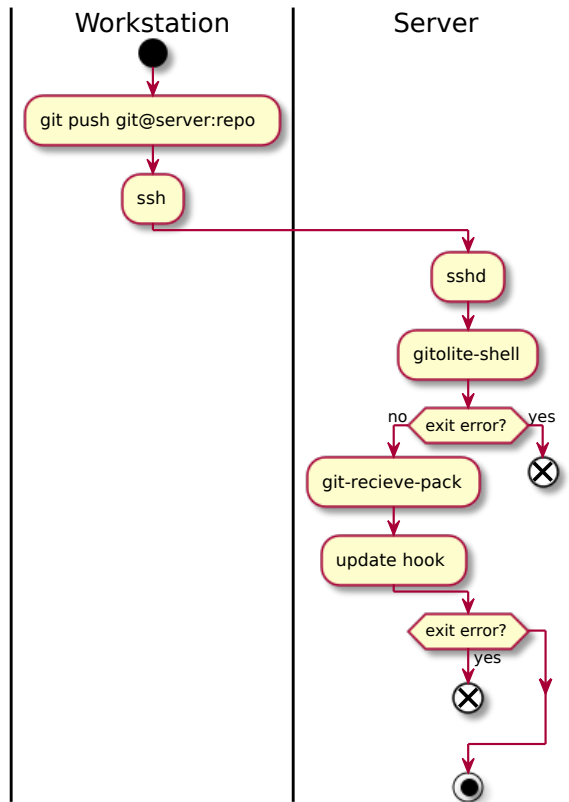 Workstation
Server
git push git@server:repo
ssh
sshd
gitolite-shell
no
exit error?
yes
git-recieve-pack
update hook
exit error?
yes